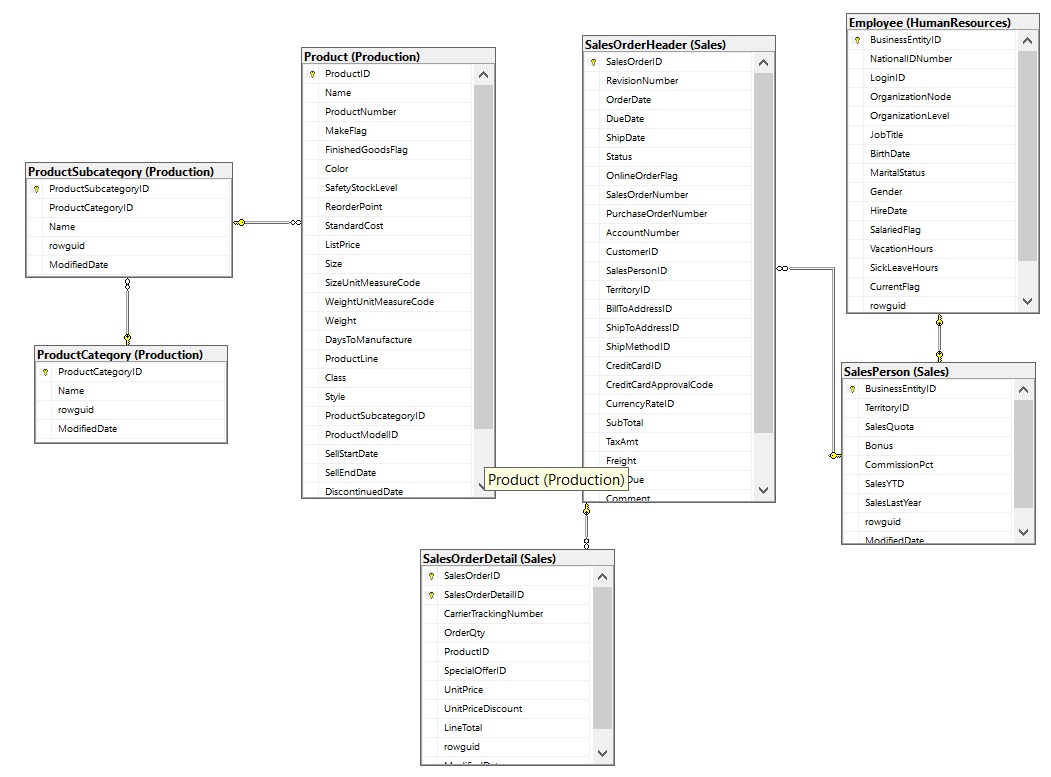 ProductSubcategory (Production)
ProductSubcategoryID
ProductCategoryID
Name
rowguid
ModifiedDate
ProductCategory (Production)
ProductCategoryID
Name
rowguid
ModifiedDate
Product (Production)
ProductID
Name
ProductNumber
MakeFlag
FinishedGoodsFlag
Color
SafetyStockLevel
ReorderPoint
StandardCost
ListPrice
Size
SizeUnitMeasureCode
WeightUnitMeasureCode
Weight
DaysToManufacture
ProductLine
Class
Style
ProductSubcategoryID
ProductModelID
SellStartDate
SellEndDate
DiscontinuedDate
SalesOrderHeader (Sales)
SalesOrderID
RevisionNumber
OrderDate
DueDate
ShipDate
Status
OnlineOrderFlag
SalesOrderNumber
PurchaseOrderNumber
AccountNumber
CustomerID
SalesPersonID
TerritoryID
BillToAddressID
ShipToAddressID
ShipMethodID
CreditCardID
CreditCardApprovalCode
CurrencyRateID
SubTotal
TaxAmt
Freight
Due
Comment
Product (Production)
SalesOrderDetail (Sales)
SalesOrderID
SalesOrderDetailID
CarrierTrackingNumber
OrderQty
ProductID
SpecialOfferID
UnitPrice
UnitPriceDiscount
LineTotal
rowguid
Employee (HumanResources)
BusinessEntityID
NationalIDNumber
LoginID
OrganizationNode
OrganizationLevel
JobTitle
BirthDate
MaritalStatus
Gender
HireDate
SalariedFlag
VacationHours
SickLeaveHours
CurrentFlag
rowguid
SalesPerson (Sales)
BusinessEntityID
TerritoryID
SalesQuota
Bonus
CommissionPct
SalesYTD
SalesLastYear
rowguid
ModifiedDate